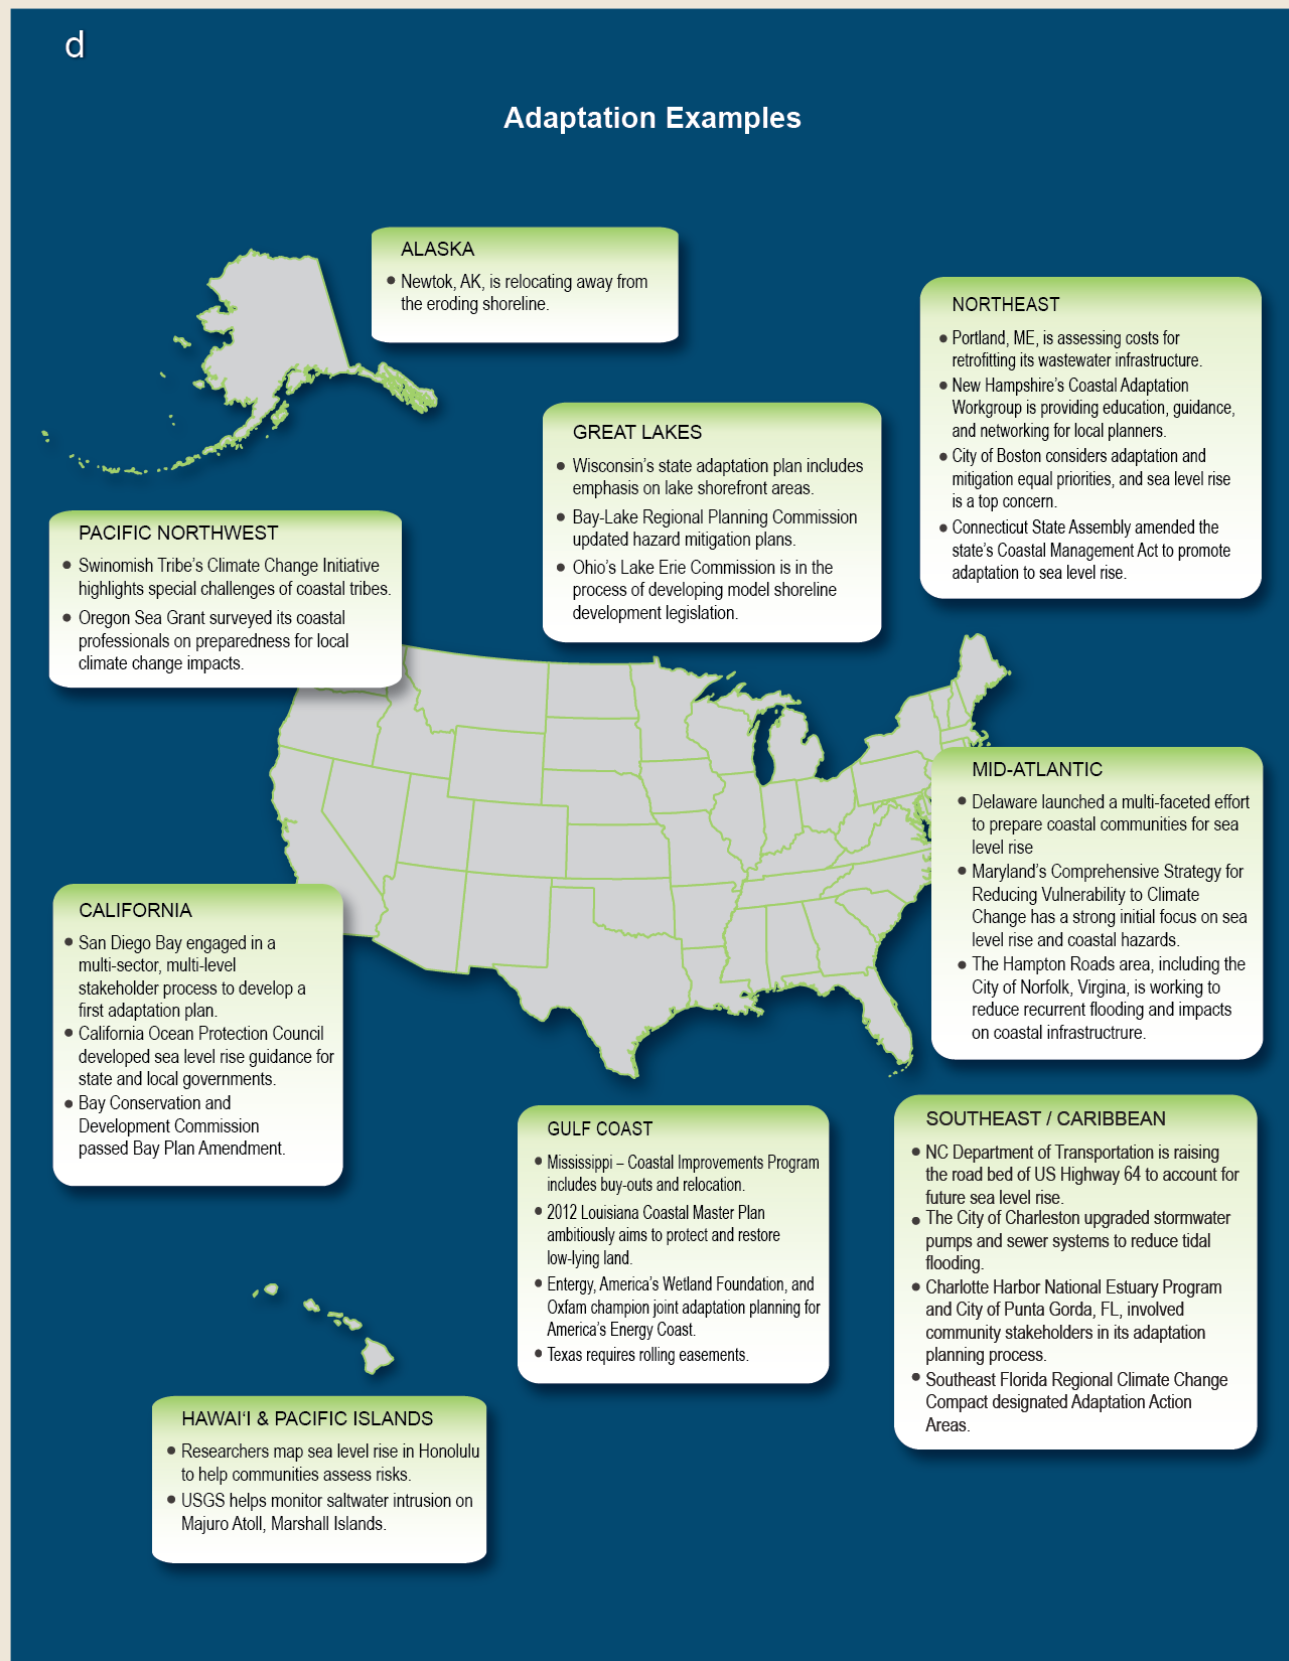 d
Adaptation Examples
ALASKA
• Newtok, AK, is relocating away from
the eroding shoreline.
NORTHEAST
• Portland, ME, is assessing costs for
retrofitting its wastewater infrastructure.
• New Hampshire's Coastal Adaptation
Workgroup is providing education, guidance,
and networking for local planners.
• City of Boston considers adaptation and
mitigation equal priorities, and sea level rise
is a top concern.
• Connecticut State Assembly amended the
state's Coastal Management Act to promote
adaptation to sea level rise.
GREAT LAKES
• Wisconsin's state adaptation plan includes
emphasis on lake shorefront areas.
• Bay-Lake Regional Planning Commission
updated hazard mitigation plans.
• Ohio's Lake Erie Commission is in the
process of developing model shoreline
development legislation.
PACIFIC NORTHWEST
• Swinomish Tribe's Climate Change Initiative
highlights special challenges of coastal tribes.
• Oregon Sea Grant surveyed its coastal
professionals on preparedness for local
climate change impacts.
MID-ATLANTIC
• Delaware launched a multi-faceted effort
to prepare coastal communities for sea
level rise
• Maryland's Comprehensive Strategy for
Reducing Vulnerability to Climate
Change has a strong initial focus on sea
level rise and coastal hazards.
• The Hampton Roads area, including the
City of Norfolk, Virgina, is working to
reduce recurrent flooding and impacts
on coastal infrastructrure.
CALIFORNIA
• San Diego Bay engaged in a
multi-sector, multi-level
stakeholder process to develop a
first adaptation plan.
• California Ocean Protection Council
developed sea level rise guidance for
state and local governments.
• Bay Conservation and
Development Commission
passed Bay Plan Amendment.
GULF COAST
• Mississippi – Coastal Improvements Program
includes buy-outs and relocation.
• 2012 Louisiana Coastal Master Plan
ambitiously aims to protect and restore
low-lying land.
• Entergy, America's Wetland Foundation, and
Oxfam champion joint adaptation planning for
America's Energy Coast.
• Texas requires rolling easements.
SOUTHEAST / CARIBBEAN
• NC Department of Transportation is raising
the road bed of US Highway 64 to account for
future sea level rise.
• The City of Charleston upgraded stormwater
pumps and sewer systems to reduce tidal
flooding.
• Charlotte Harbor National Estuary Program
and City of Punta Gorda, FL, involved
community stakeholders in its adaptation
planning process.
• Southeast Florida Regional Climate Change
Compact designated Adaptation Action
Areas.
HAWAI‘I & PACIFIC ISLANDS
• Researchers map sea level rise in Honolulu
to help communities assess risks.
• USGS helps monitor saltwater intrusion on
Majuro Atoll, Marshall Islands.